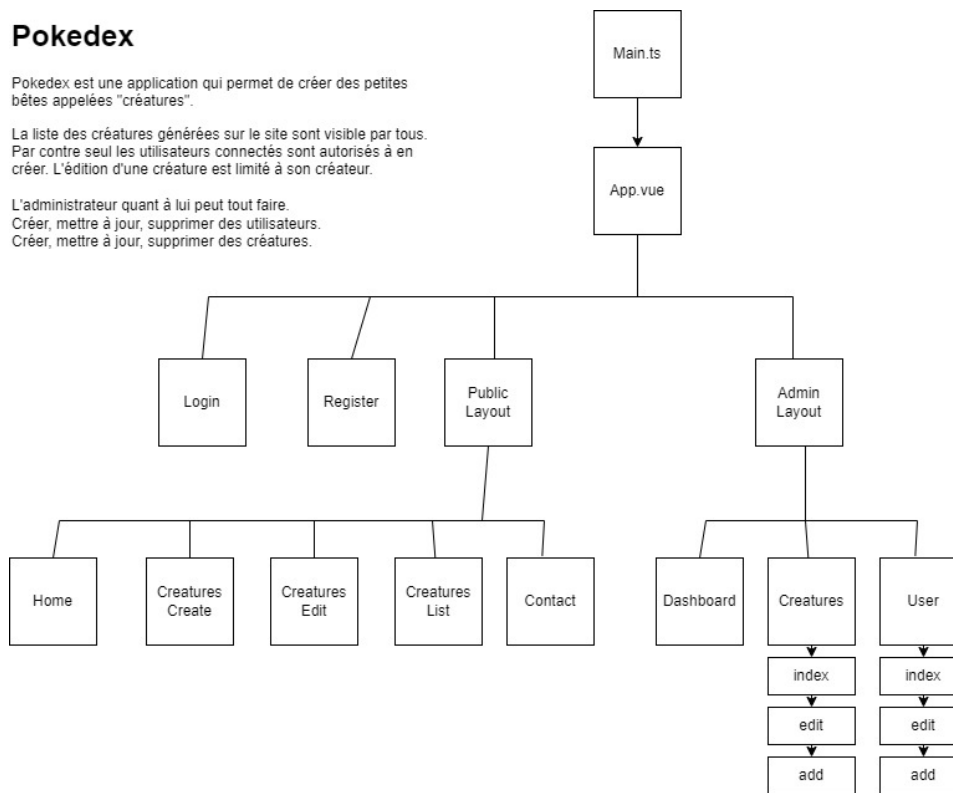 Pokedex
Pokedex est une application qui permet de créer des petites
bêtes appelées "créatures".
La liste des créatures générées sur le site sont visible par tous.
Par contre seul les utilisateurs connectés sont autorisés à en
créer. L'édition d'une créature est limité à son créateur.
L'administrateur quant à lui peut tout faire.
Créer, mettre à jour, supprimer des utilisateurs.
Créer, mettre à jour, supprimer des créatures.
Main.ts
App.vue
Login
Register
Public
Layout
Admin
Layout
Home
Creatures
Create
Creatures
Edit
Creatures
List
Contact
Dashboard
Creatures
User
index
index
edit
edit
add
add